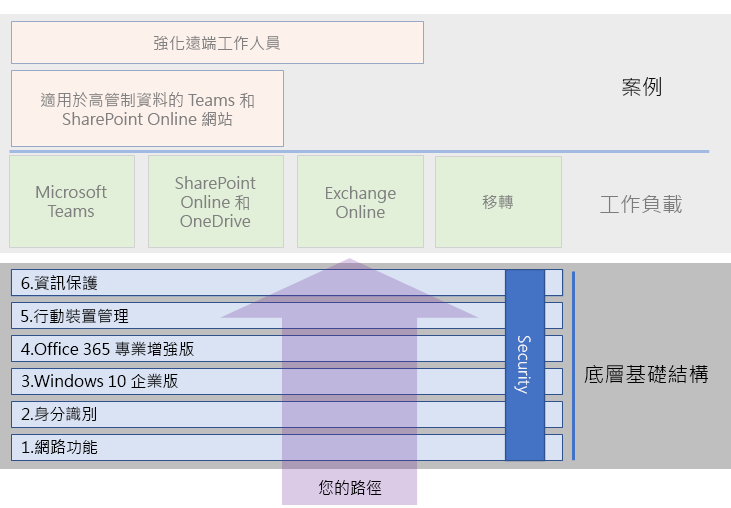 強化遠端工作人員
適用於高管制資料的 Teams 和
SharePoint Online 網站
案例
Microsoft
Teams
SharePoint
Online 和
OneDrive
Exchange
Online
移轉
工作負載
6.資訊保護
5.行動裝置管理
4.Office 365 專業增強版
3.Windows 10 企業版
2.身分識別
1.網路功能
Security
底層基礎結構
您的路徑